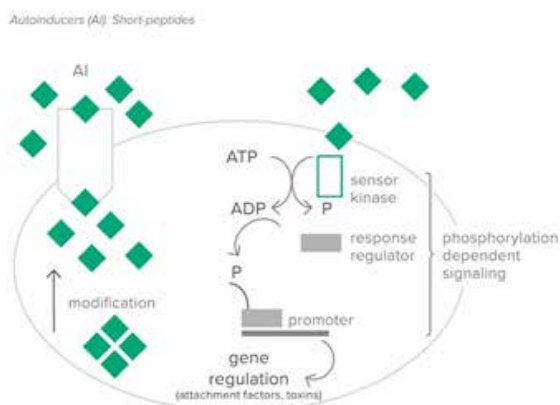 Autoinducers (AI): Short-peptides
AI
ATP
ADP
P
sensor
kinase
response
regulator
phosphorylation
dependent
signaling
P
modification
promoter
gene
regulation
(attachment factors, toxins)